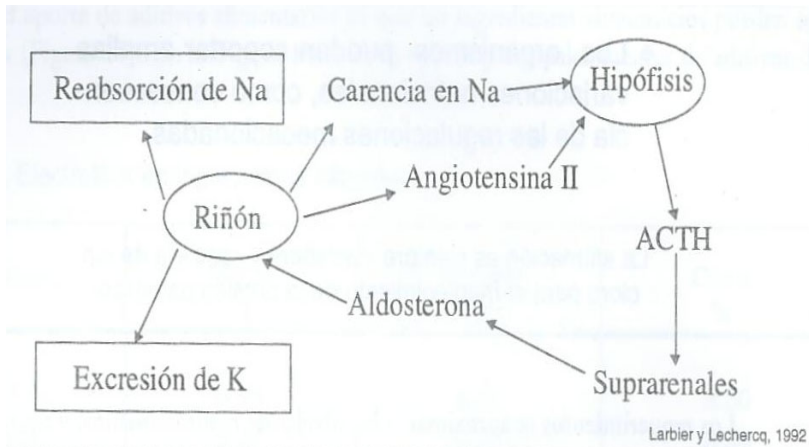 Reabsorción de Na
Carencia en Na
Hipófisis
Angiotensina II
Riñón
ACTH
Aldosterona
Excresión de K
Suprarenales
Larbier y Lechercq, 1992